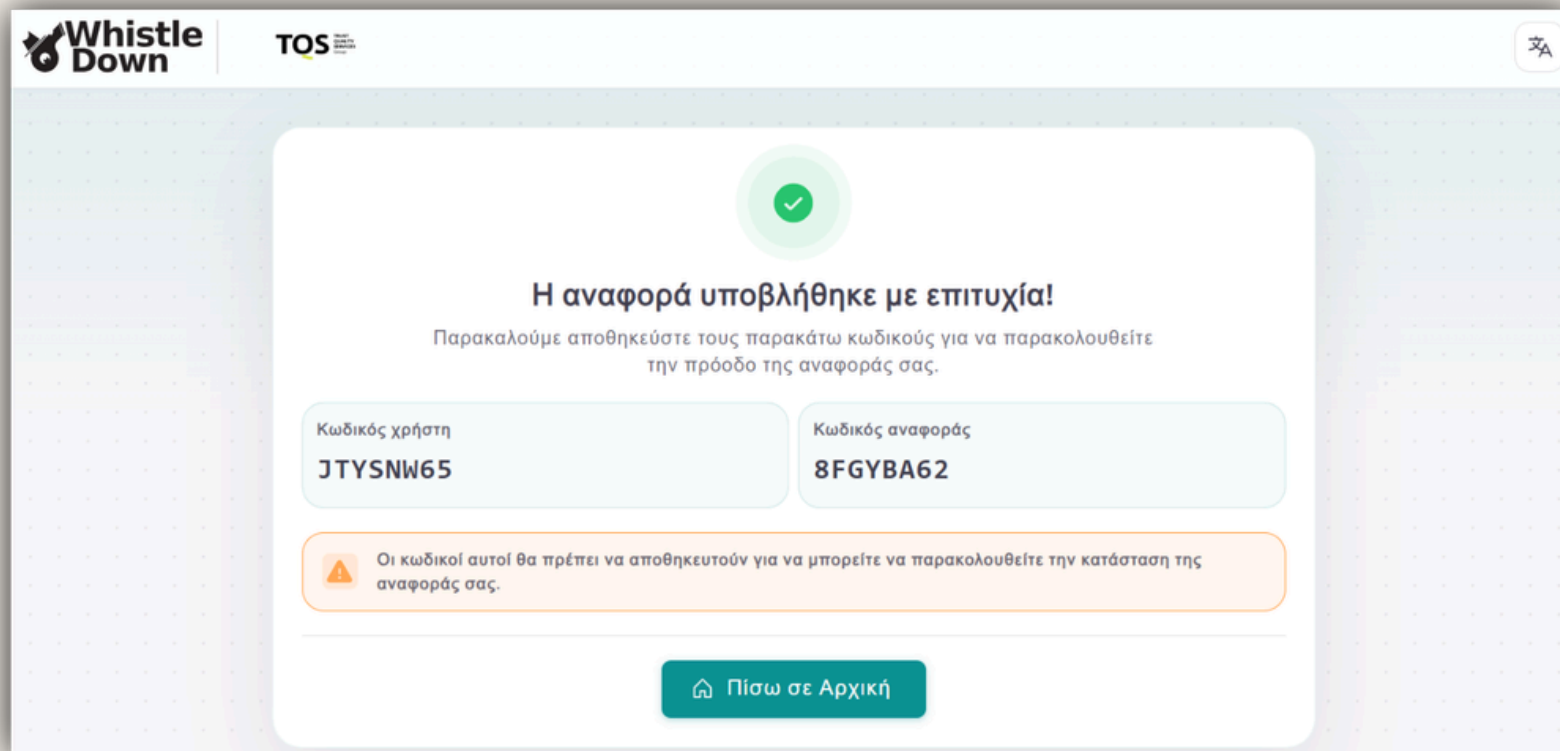 Whistle
Down
TQS
Η αναφορά υποβλήθηκε με επιτυχία!
Παρακαλούμε αποθηκεύστε τους παρακάτω κωδικούς για να παρακολουθείτε
την πρόοδο της αναφοράς σας.
Κωδικός χρήστη
JTYSNW65
Κωδικός αναφοράς
8FGYBA62
Οι κωδικοί αυτοί θα πρέπει να αποθηκευτούν για να μπορείτε να παρακολουθείτε την κατάσταση της
αναφοράς σας.
Πίσω σε Αρχική